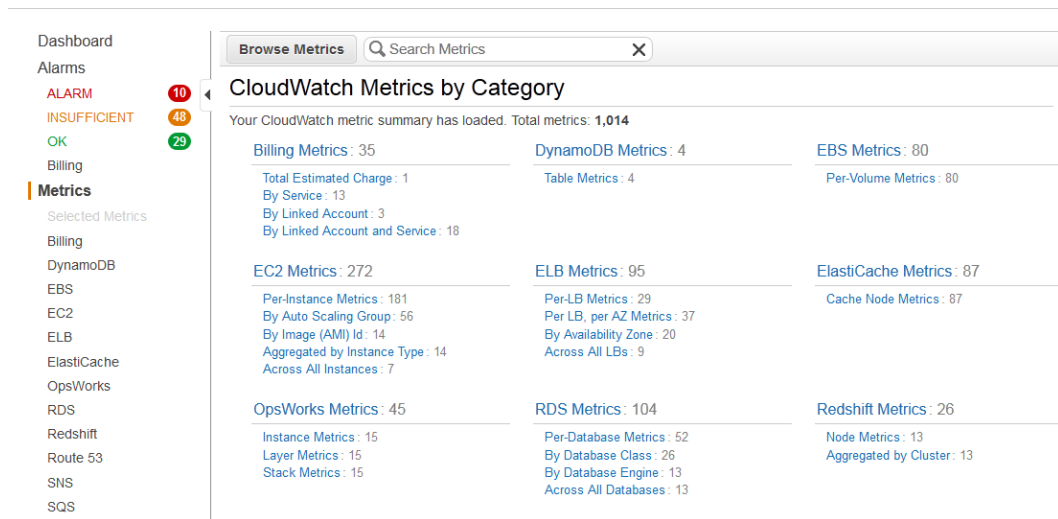 Dashboard
Alarms
ALARM 10
INSUFFICIENT 48
OK 29
Billing
Metrics
Selected Metrics
Billing
DynamoDB
EBS
EC2
ELB
ElastiCache
OpsWorks
RDS
Redshift
Route 53
SNS
SQS
Browse Metrics Search Metrics
CloudWatch Metrics by Category
Your CloudWatch metric summary has loaded. Total metrics: 1,014
Billing Metrics : 35
Total Estimated Charge : 1
By Service : 13
By Linked Account : 3
By Linked Account and Service : 18
DynamoDB Metrics : 4
Table Metrics : 4
EBS Metrics : 80
Per-Volume Metrics : 80
EC2 Metrics : 272
Per-Instance Metrics : 181
By Auto Scaling Group : 56
By Image (AMI) Id : 14
Aggregated by Instance Type : 14
Across All Instances : 7
ELB Metrics : 95
Per-LB Metrics : 29
Per LB, per AZ Metrics : 37
By Availability Zone : 20
Across All LBs : 9
ElastiCache Metrics : 87
Cache Node Metrics : 87
OpsWorks Metrics : 45
Instance Metrics : 15
Layer Metrics : 15
Stack Metrics : 15
RDS Metrics : 104
Per-Database Metrics : 52
By Database Class : 26
By Database Engine : 13
Across All Databases : 13
Redshift Metrics : 26
Node Metrics : 13
Aggregated by Cluster : 13